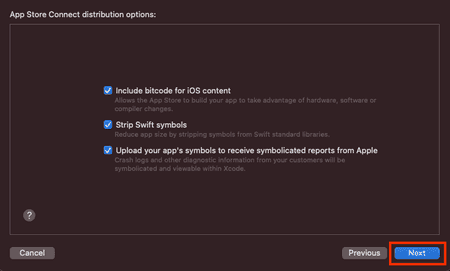 App Store Connect distribution options:
Include bitcode for iOS content
Allows the App Store to build your app to take advantage of hardware, software or
compiler changes.
Strip Swift symbols
Reduce app size by stripping symbols from Swift standard libraries.
Upload your app's symbols to receive symbolicated reports from Apple
Crash logs and other diagnostic information from your customers will be
symbolicated and viewable within Xcode.
?
Cancel
Previous
Next